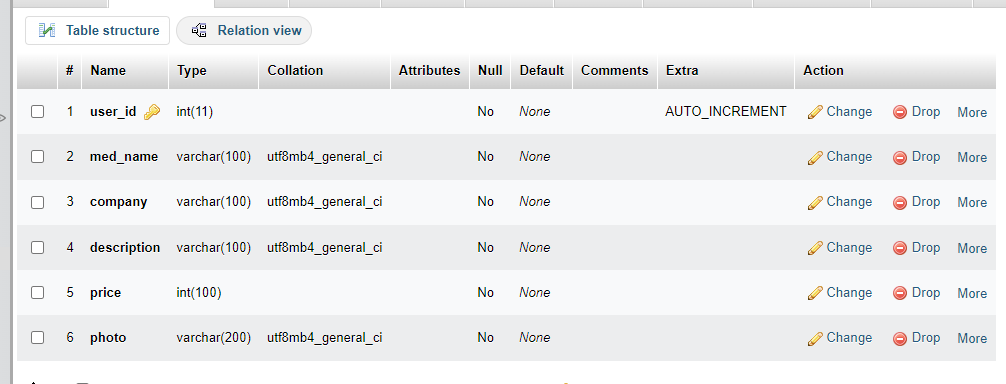 Table structure Relation view
# Name Type Collation Attributes Null Default Comments Extra Action
1 user_id int(11) No None AUTO_INCREMENT Change Drop More
2 med_name varchar(100) utf8mb4_general_ci No None Change Drop More
3 company varchar(100) utf8mb4_general_ci No None Change Drop More
4 description varchar(100) utf8mb4_general_ci No None Change Drop More
5 price int(100) No None Change Drop More
6 photo varchar(200) utf8mb4_general_ci No None Change Drop More